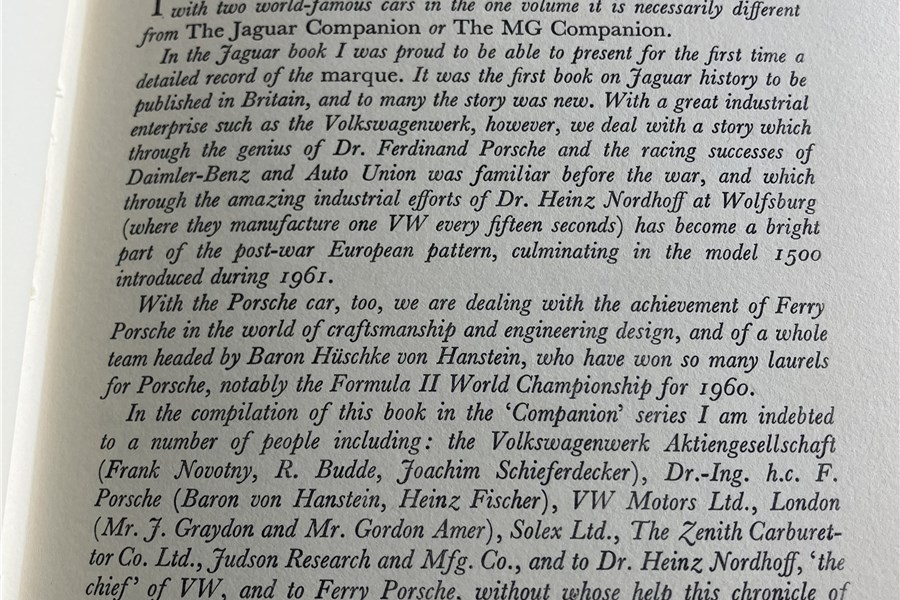 I with two world-famous cars in the one volume it is necessarily different
from The Jaguar Companion or The MG Companion.
In the Jaguar book I was proud to be able to present for the first time a
detailed record of the marque. It was the first book on Jaguar history to be
published in Britain, and to many the story was new. With a great industrial
enterprise such as the Volkswagenwerk, however, we deal with a story which
through the genius of Dr. Ferdinand Porsche and the racing successes of
Daimler-Benz and Auto Union was familiar before the war, and which
through the amazing industrial efforts of Dr. Heinz Nordhoff at Wolfsburg
(where they manufacture one VW every fifteen seconds) has become a bright
part of the post-war European pattern, culminating in the model 1500
introduced during 1961.
With the Porsche car, too, we are dealing with the achievement of Ferry
Porsche in the world of craftsmanship and engineering design, and of a whole
team headed by Baron Hüschke von Hanstein, who have won so many laurels
for Porsche, notably the Formula II World Championship for 1960.
In the compilation of this book in the ‘Companion’ series I am indebted
to a number of people including: the Volkswagenwerk Aktiengesellschaft
(Frank Novotny, R. Budde, Joachim Schieferdecker), Dr.-Ing. h.c. F.
Porsche (Baron von Hanstein, Heinz Fischer), VW Motors Ltd., London
(Mr. J. Graydon and Mr. Gordon Amer), Solex Ltd., The Zenith Carburet-
tor Co. Ltd., Judson Research and Mfg. Co., and to Dr. Heinz Nordhoff, ‘the
chief’ of VW, and to Ferry Porsche, without whose help this chronicle of